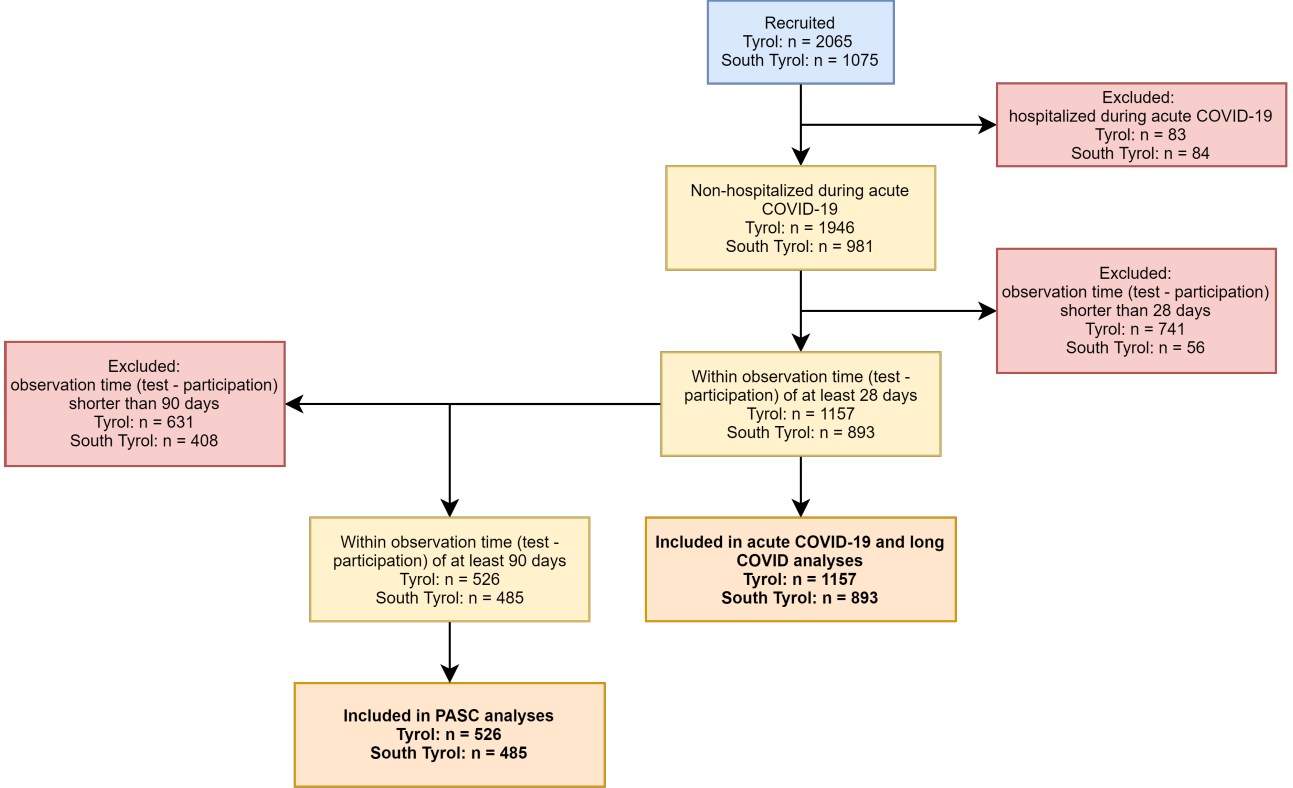 Recruited
Tyrol: n = 2065
South Tyrol: n = 1075
Excluded:
hospitalized during acute COVID-19
Tyrol: n = 83
South Tyrol: n = 84
Non-hospitalized during acute
COVID-19
Tyrol: n = 1946
South Tyrol: n = 981
Excluded:
observation time (test - participation)
shorter than 28 days
Tyrol: n = 741
South Tyrol: n = 56
Excluded:
observation time (test - participation)
shorter than 90 days
Tyrol: n = 631
South Tyrol: n = 408
Within observation time (test -
participation) of at least 28 days
Tyrol: n = 1157
South Tyrol: n = 893
Within observation time (test -
participation) of at least 90 days
Tyrol: n = 526
South Tyrol: n = 485
Included in acute COVID-19 and long
COVID analyses
Tyrol: n = 1157
South Tyrol: n = 893
Included in PASC analyses
Tyrol: n = 526
South Tyrol: n = 485